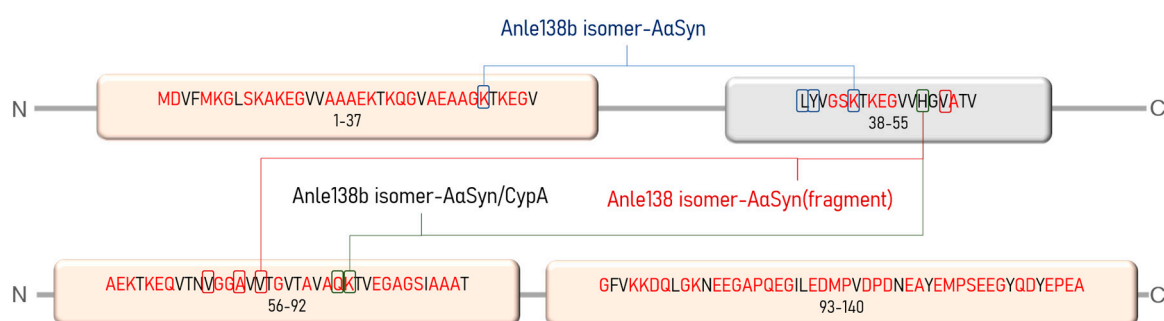 Anle138b isomer-AαSyn
N
MDVFMKGLSKAKEGVVAAAEKTKQGVAEAAGKTKEGV
1-37
LYVGSKTKEGVVHGVATV
38-55
C
Anle138b isomer-AαSyn/CypA
Anle138 isomer-AαSyn(fragment)
N
AEKTKEQVTNVGGAVVTGVTAVAQKTVEGAGSIAAAT
56-92
GFVKKDQLGKNEEGAPQEGILEDMPVDPDNEAYEMPSEEGYQDYEPEA
93-140
C